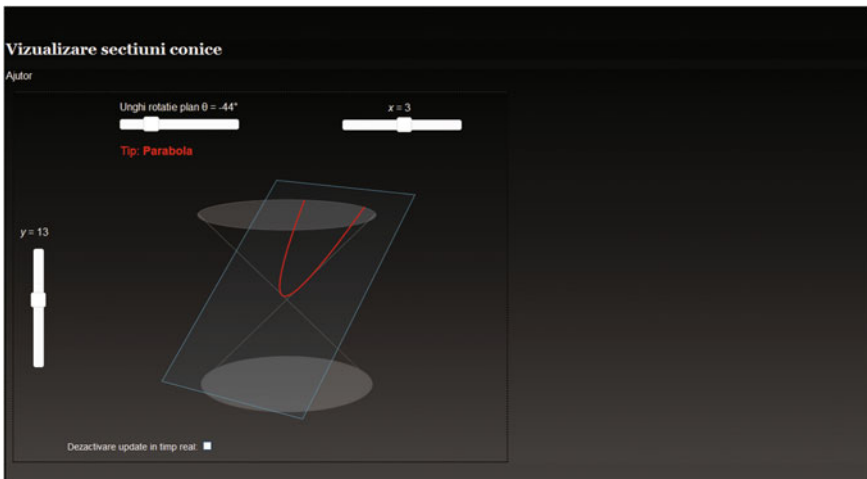 Vizualizare sectiuni conice
Ajutor
Unghi rotatie plan θ = -44°
x = 3
Tip: Parabola
y = 13
Dezactivare update in timp real: